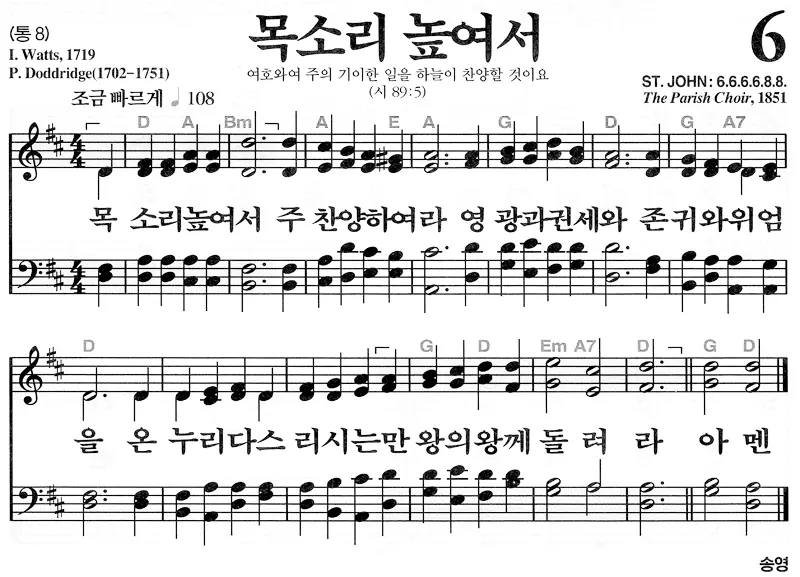 (통 8)
목소리 높여서
6
I. Watts, 1719
P. Doddridge(1702-1751)
여호와여 주의 기이한 일을 하늘이 찬양할 것이요
(시 89:5)
ST. JOHN: 6.6.6.6.8.8.
The Parish Choir, 1851
조금 빠르게 ♩ 108
D A Bm A E A G D G A7
4/4
목 소리높여서 주 찬양하여라 영 광과권세와 존귀와위엄
4/4
D G D Em A7 D G D
을 온 누리다스 리시는만 왕의왕께 돌 려 라 아 멘
송영